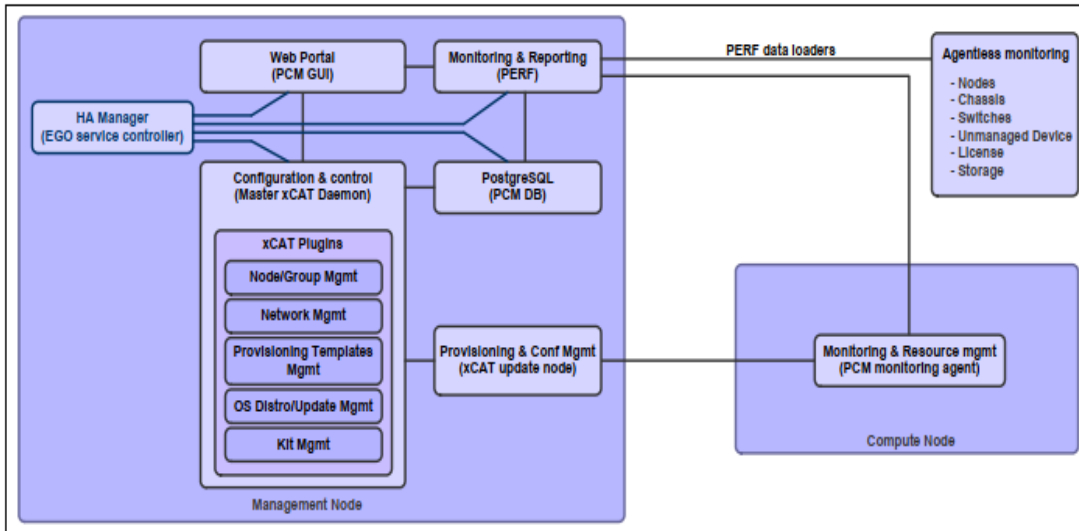 Web Portal
(PCM GUI)
Monitoring & Reporting
(PERF)
PERF data loaders
Agentless monitoring
- Nodes
- Chassis
- Switches
- Unmanaged Device
- License
- Storage
HA Manager
(EGO service controller)
Configuration & control
(Master xCAT Daemon)
PostgreSQL
(PCM DB)
xCAT Plugins
Node/Group Mgmt
Network Mgmt
Provisioning Templates
Mgmt
OS Distro/Update Mgmt
Kit Mgmt
Provisioning & Conf Mgmt
(xCAT update node)
Monitoring & Resource mgmt
(PCM monitoring agent)
Compute Node
Management Node